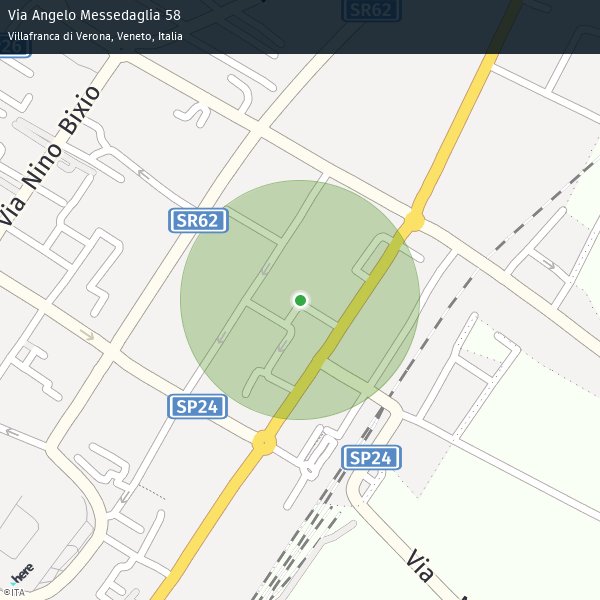 Via Angelo Messedaglia 58
Villafranca di Verona, Veneto, Italia
SR62
26
Via Nino Bixio
SR62
SP24
SP24
Via
here
©ITA